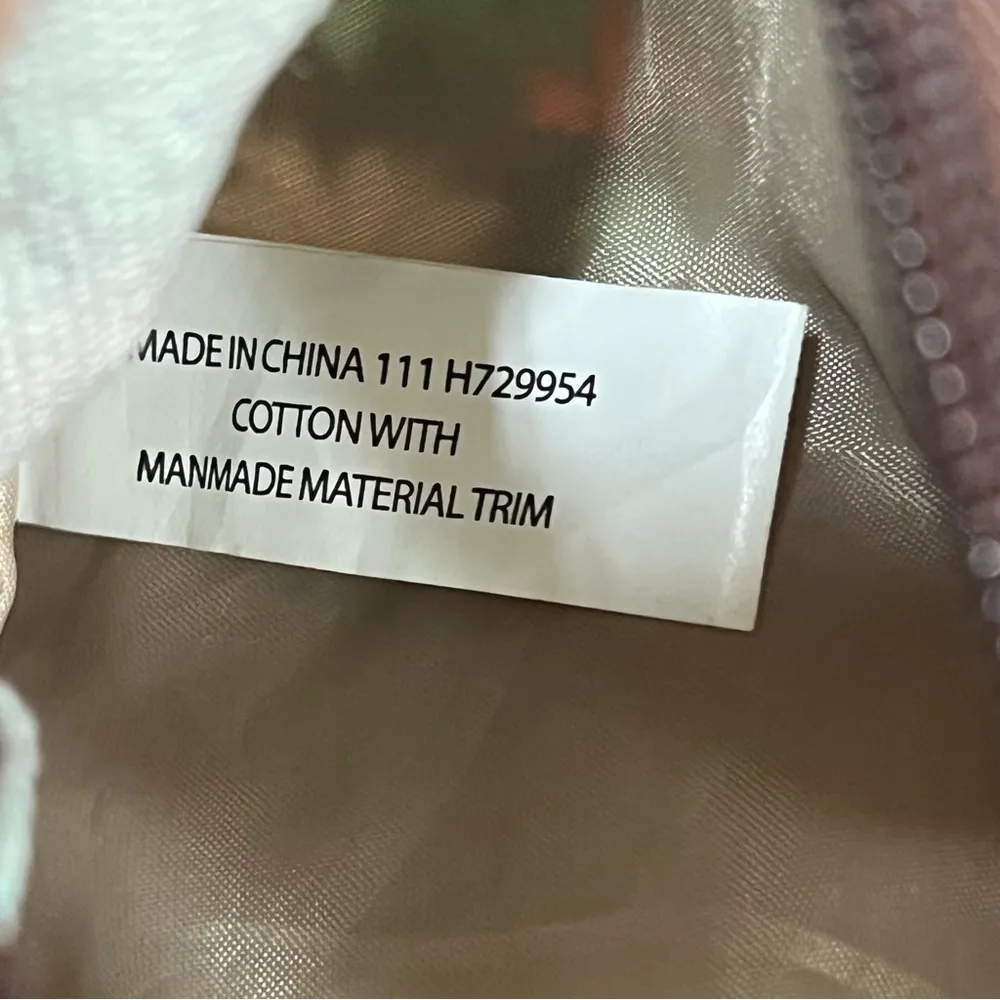 MADE IN CHINA 111 H729954
COTTON WITH
MANMADE MATERIAL TRIM